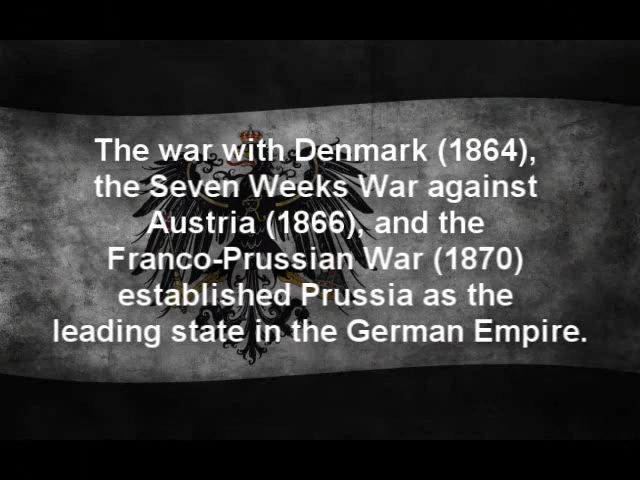 The war with Denmark (1864),
the Seven Weeks War against
Austria (1866), and the
Franco-Prussian War (1870)
established Prussia as the
leading state in the German Empire.